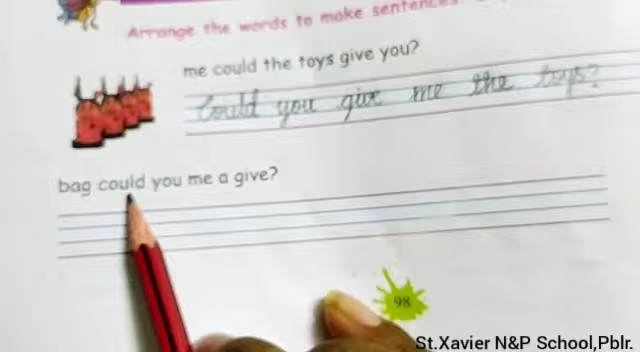 Arrange the words to make sentences.
me could the toys give you?
Could you give me the toys?
bag could you me a give?
98
St.Xavier N&P School,Pblr.